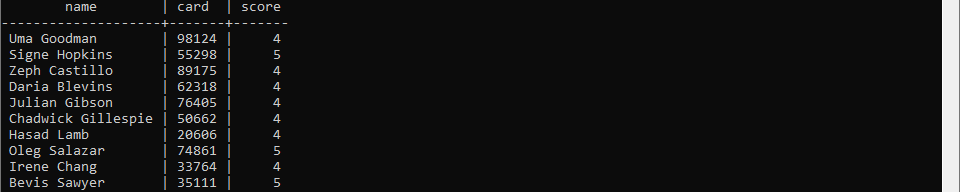 name | card | score
---------------------+-------+-------
Uma Goodman | 98124 | 4
Signe Hopkins | 55298 | 5
Zeph Castillo | 89175 | 4
Daria Blevins | 62318 | 4
Julian Gibson | 76405 | 4
Chadwick Gillespie | 50662 | 4
Hasad Lamb | 20606 | 4
Oleg Salazar | 74861 | 5
Irene Chang | 33764 | 4
Bevis Sawyer | 35111 | 5